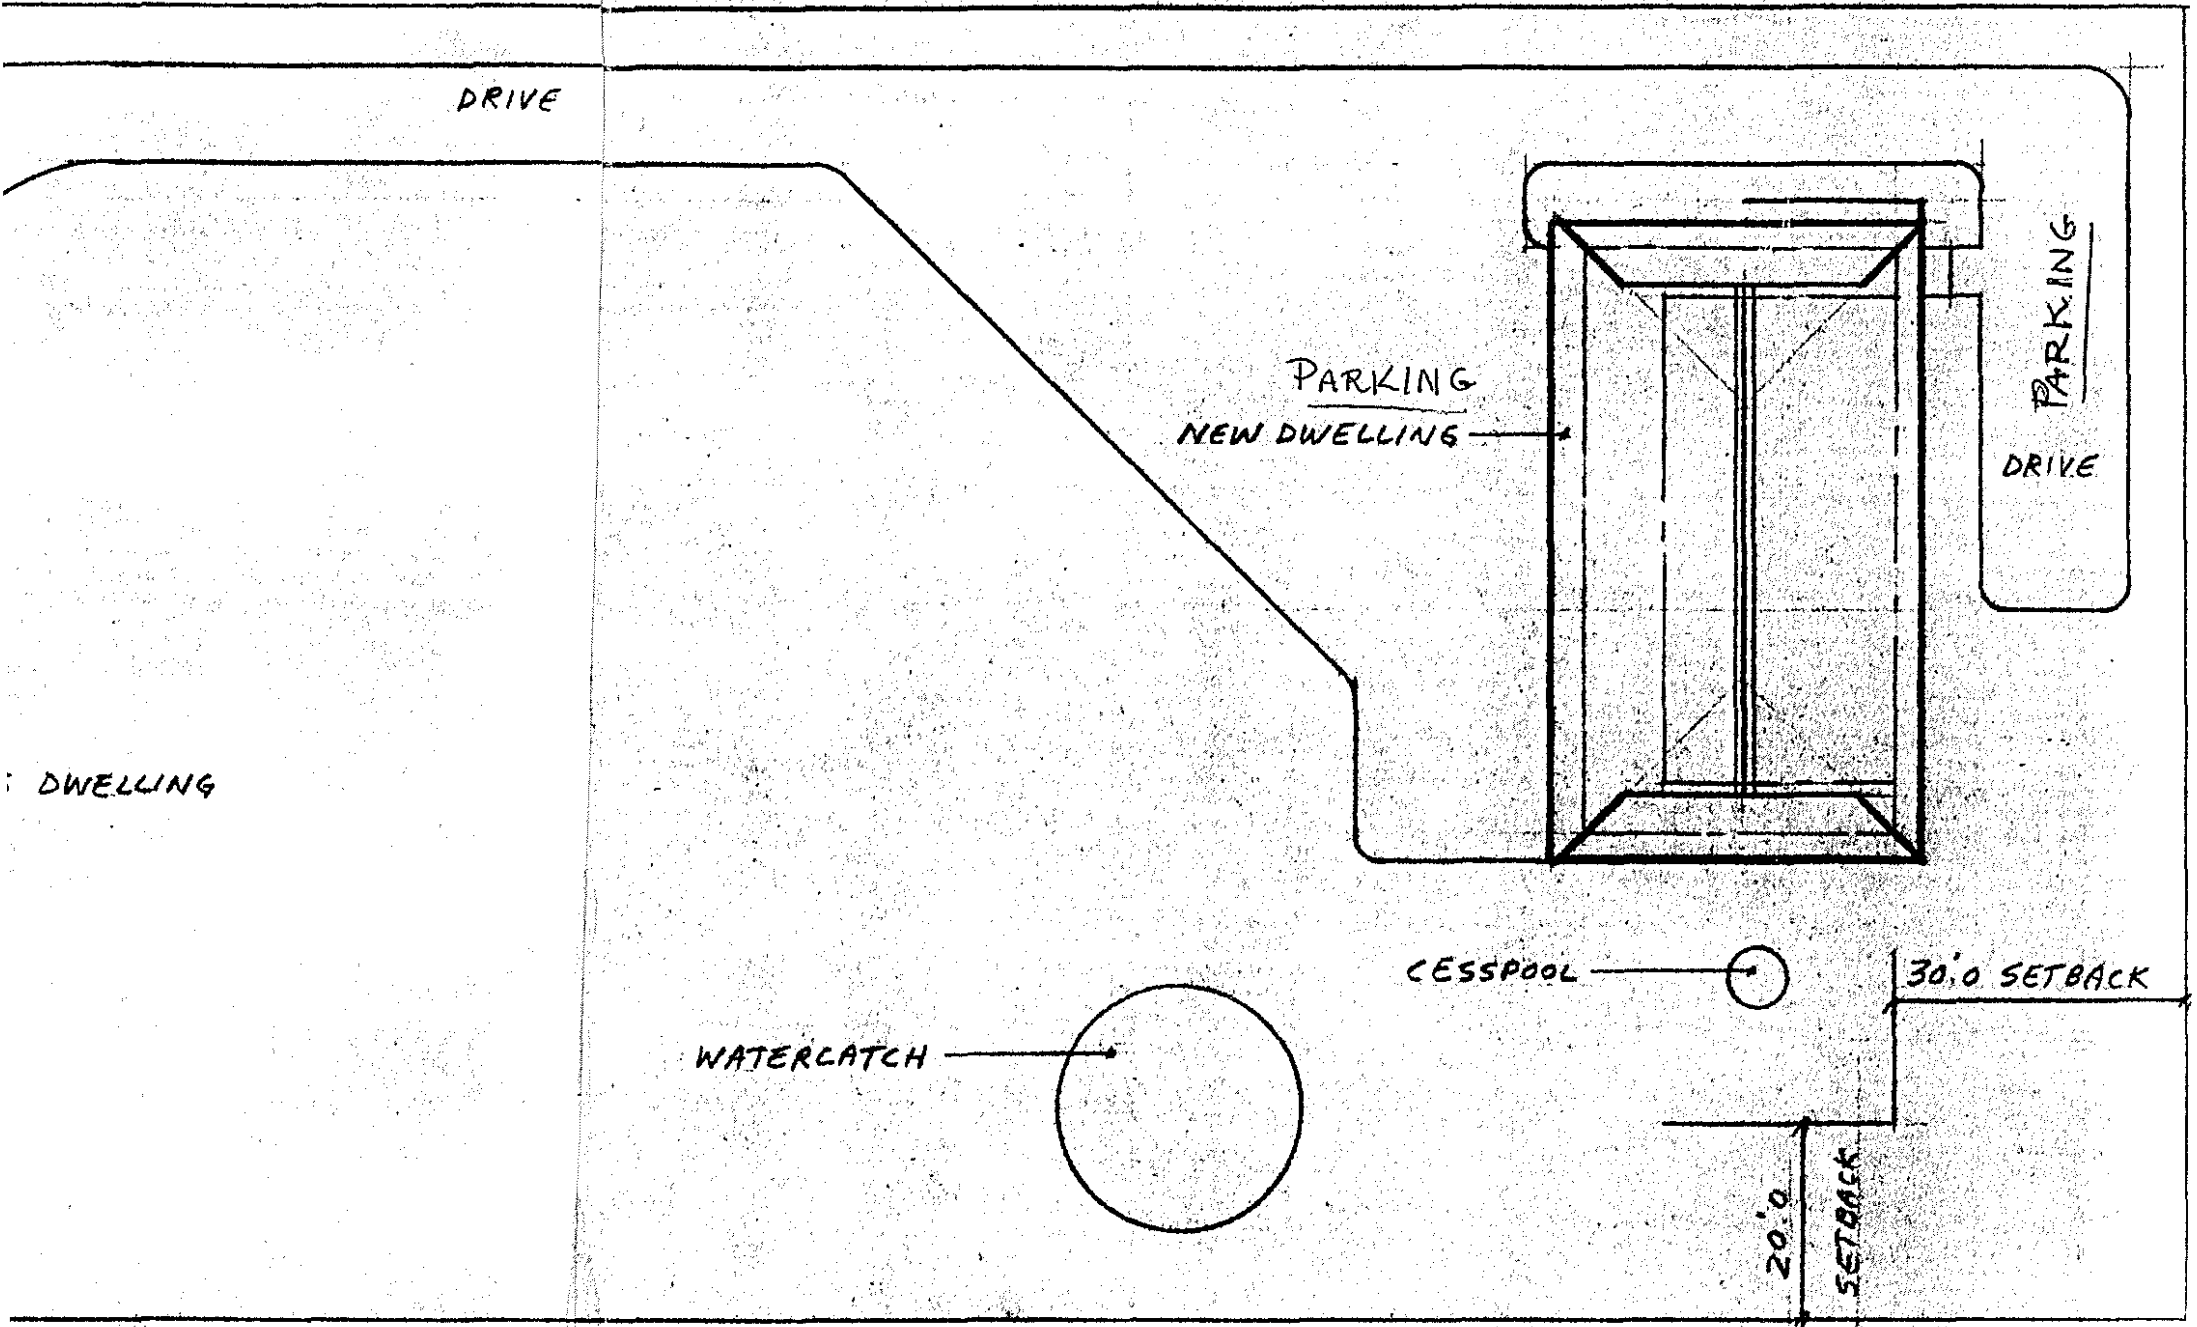 DRIVE
PARKING
PARKING
NEW DWELLING
DRIVE
DWELLING
CESSPOOL
30'.0 SETBACK
WATERCATCH
20'.0
SETBACK